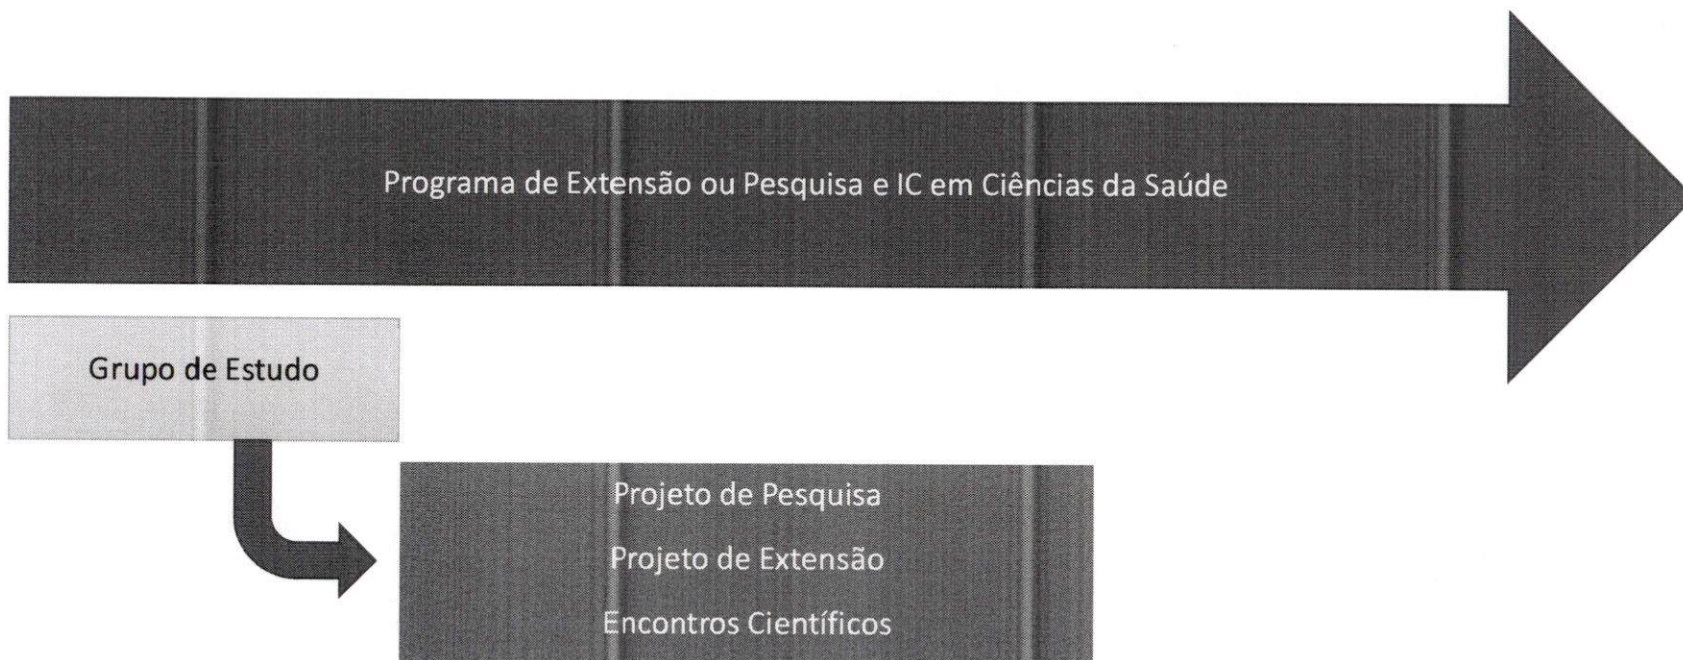 Programa de Extensão ou Pesquisa e IC em Ciências da Saúde
Grupo de Estudo
Projeto de Pesquisa
Projeto de Extensão
Encontros Científicos